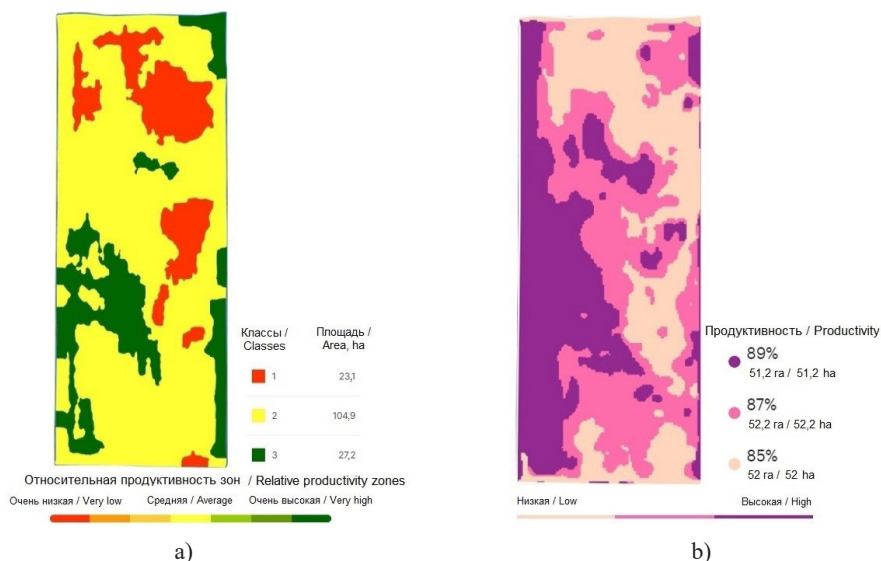 Классы / Classes
Площадь / Area, ha
1 23,1
2 104,9
3 27,2
Относительная продуктивность зон / Relative productivity zones
Очень низкая / Very low Средняя / Average Очень высокая / Very high
a)
Продуктивность / Productivity
89%
51,2 га / 51,2 ha
87%
52,2 га / 52,2 ha
85%
52 га / 52 ha
Низкая / Low Высокая / High
b)